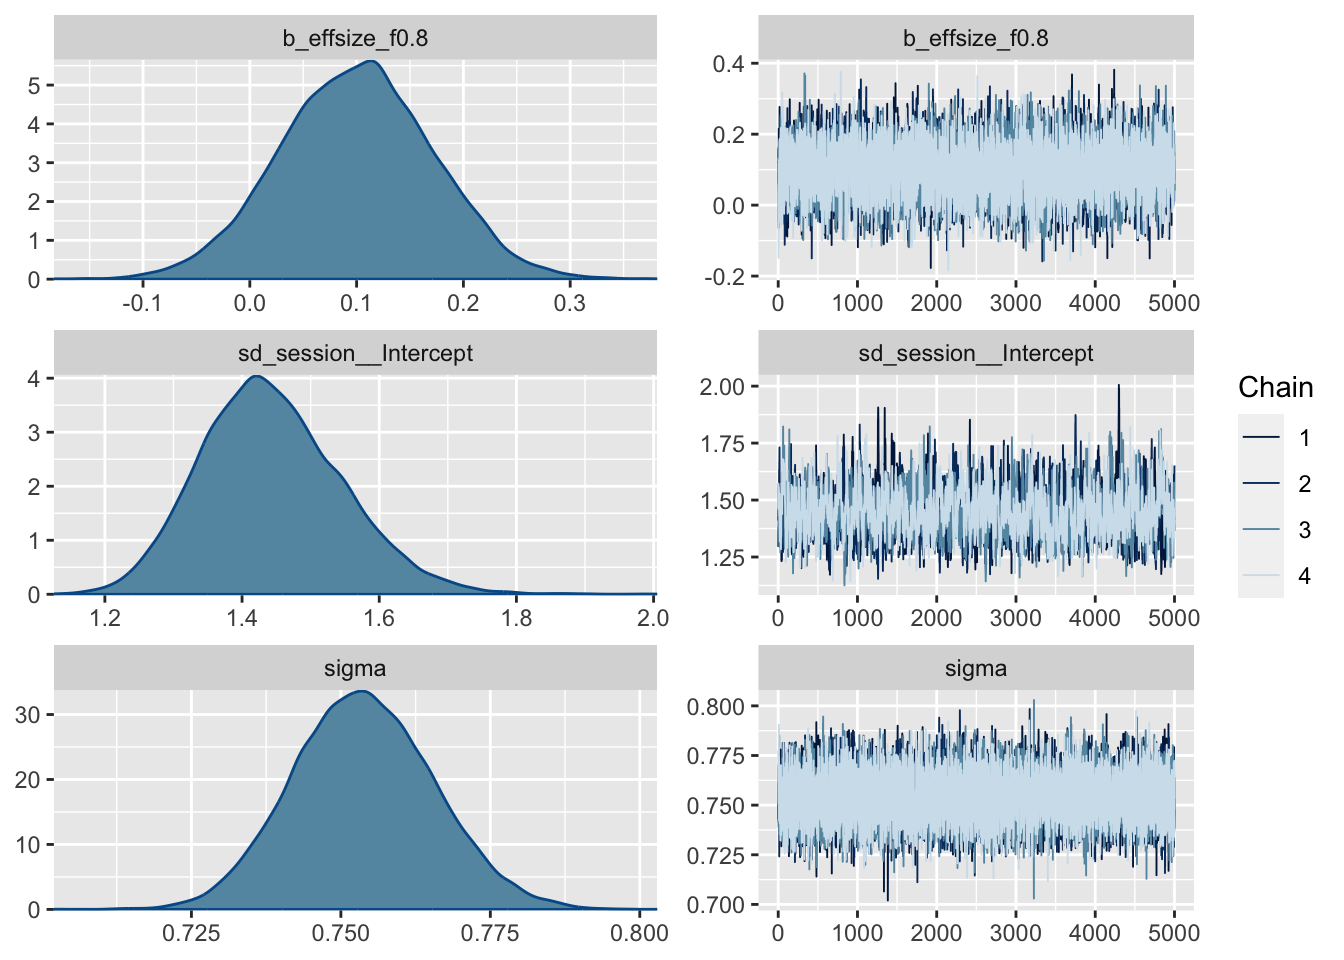 b_effsize_f0.8
5
4
3
2
1
0
-0.1 0.0 0.1 0.2 0.3
b_effsize_f0.8
0.4
0.2
0.0
-0.2
0 1000 2000 3000 4000 5000
sd_session__Intercept
4
3
2
1
0
1.2 1.4 1.6 1.8 2.0
sd_session__Intercept
2.00
1.75
1.50
1.25
0 1000 2000 3000 4000 5000
sigma
30
20
10
0
0.725 0.750 0.775 0.800
sigma
0.800
0.775
0.750
0.725
0.700
0 1000 2000 3000 4000 5000
Chain
1
2
3
4